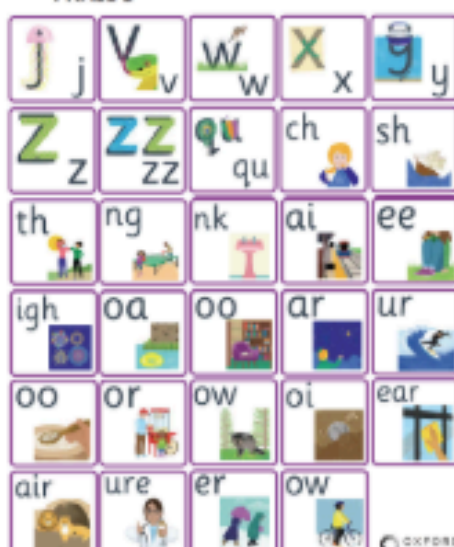 j j v v w w x x y y
z z zz zz qu qu ch sh
th ng nk ai ee
igh oa oo ar ur
oo or ow oi ear
air ure er ow
OXFORD